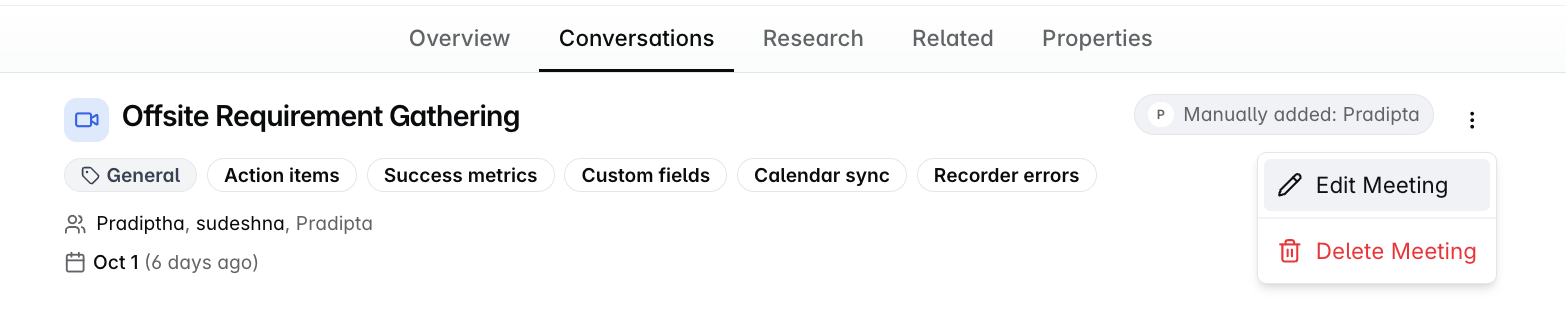 Overview Conversations Research Related Properties
Offsite Requirement Gathering
P Manually added: Pradipta
General Action items Success metrics Custom fields Calendar sync Recorder errors
Edit Meeting
Pradiptha, sudeshna, Pradipta
Delete Meeting
Oct 1 (6 days ago)